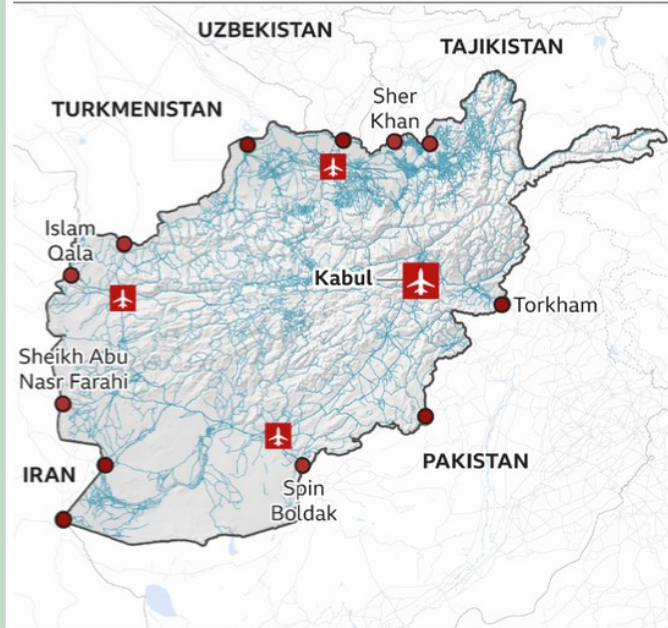 UZBEKISTAN
TAJIKISTAN
TURKMENISTAN
Sher
Khan
Islam
Qala
Kabul
Torkham
Sheikh Abu
Nasr Farahi
IRAN
PAKISTAN
Spin
Boldak